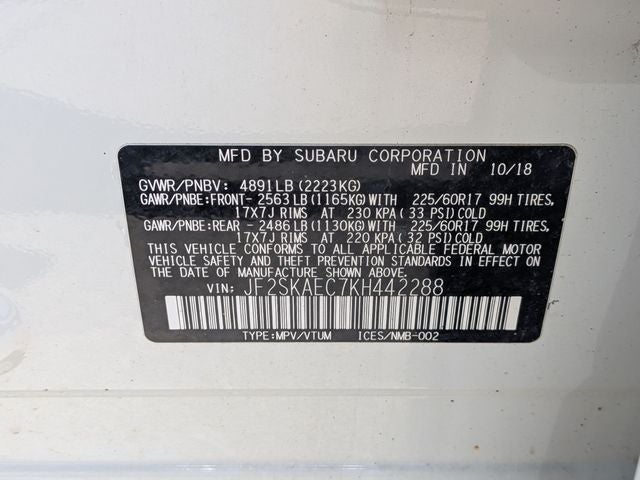 MFD BY SUBARU CORPORATION
MFD IN 10/18
GVWR/PNBV: 4891LB(2223KG)
GAWR/PNBE:FRONT- 2563LB(1165KG)WITH 225/60R17 99H TIRES,
17X7J RIMS AT 230 KPA(33 PSI)COLD
GAWR/PNBE:REAR - 2486LB(1130KG)WITH 225/60R17 99H TIRES,
17X7J RIMS AT 220 KPA(32 PSI)COLD
THIS VEHICLE CONFORMS TO ALL APPLICABLE FEDERAL MOTOR
VEHICLE SAFETY AND THEFT PREVENTION STANDARDS IN EFFECT
ON THE DATE OF MANUFACTURE SHOWN ABOVE.
VIN: JF2SKAEC7KH442288
TYPE:MPV/VTUM ICES/NMB-002